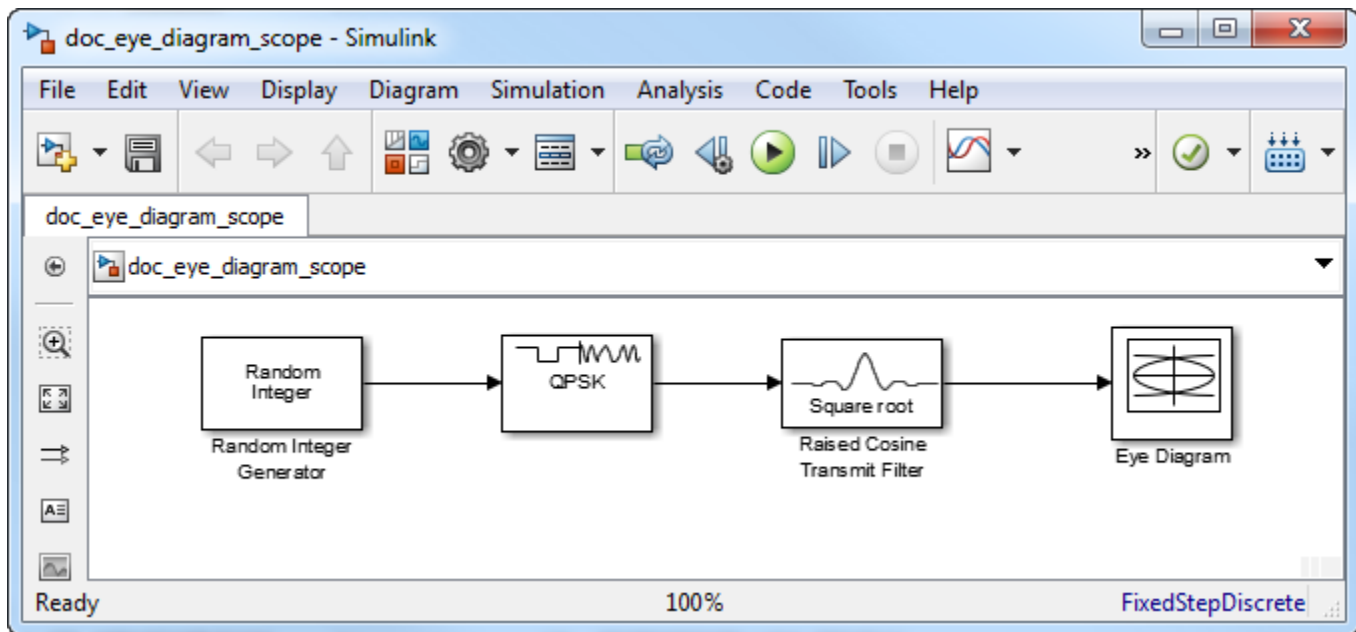 doc_eye_diagram_scope - Simulink
File Edit View Display Diagram Simulation Analysis Code Tools Help
doc_eye_diagram_scope
doc_eye_diagram_scope
Random
Integer
Random Integer
Generator
QPSK
Square root
Raised Cosine
Transmit Filter
Eye Diagram
Ready 100% FixedStepDiscrete